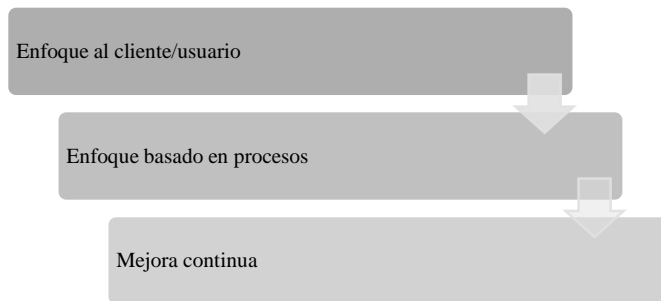 Enfoque al cliente/usuario
Enfoque basado en procesos
Mejora continua